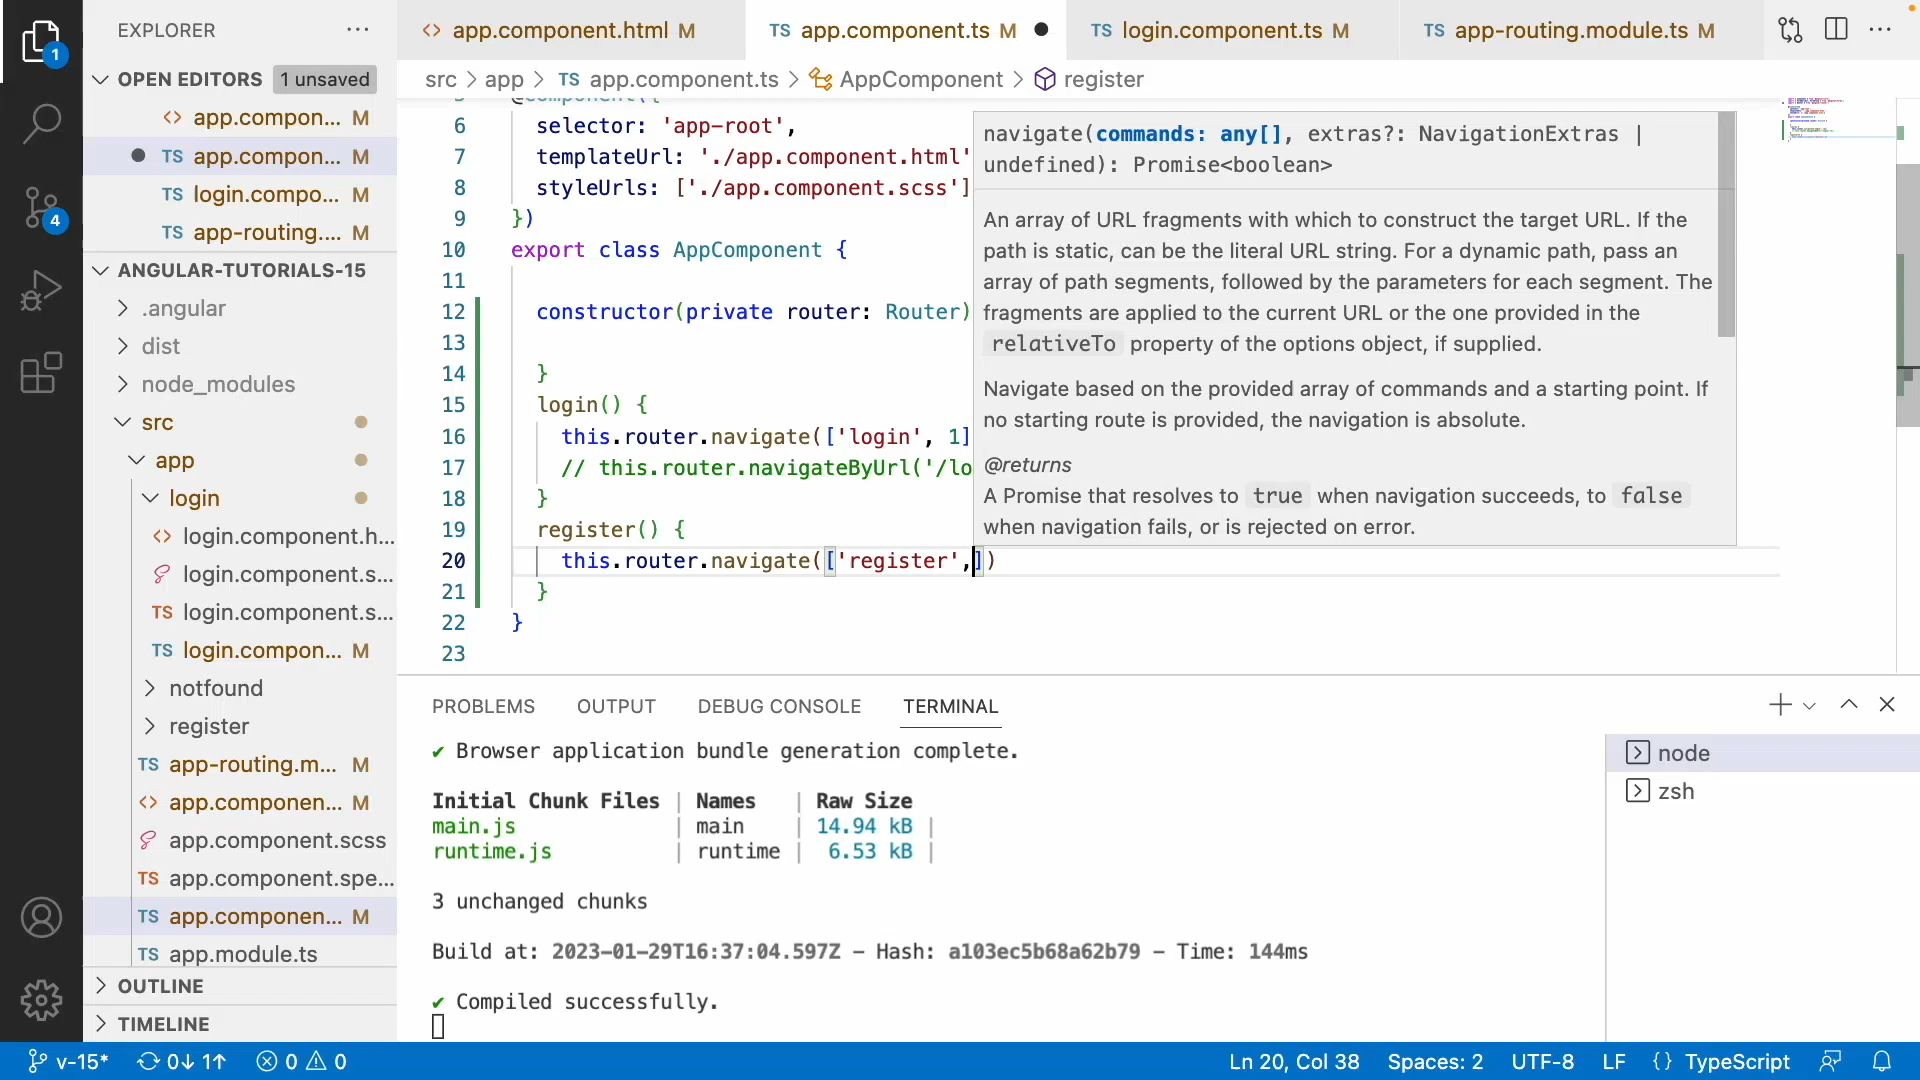 EXPLORER
1
4
OPEN EDITORS 1 unsaved
app.compon... M
TS app.compon... M
TS login.compo... M
TS app-routing.... M
ANGULAR-TUTORIALS-15
.angular
dist
node_modules
src
app
login
login.component.h...
login.component.s...
TS login.component.s...
TS login.compon... M
notfound
register
TS app-routing.m... M
app.componen... M
app.component.scss
TS app.component.spe...
TS app.componen... M
TS app.module.ts
OUTLINE
TIMELINE
app.component.html M
TS app.component.ts M
TS login.component.ts M
TS app-routing.module.ts M
src > app > TS app.component.ts > AppComponent > register
6 selector: 'app-root',
7 templateUrl: './app.component.html'
8 styleUrls: ['./app.component.scss']
9 })
10 export class AppComponent {
11
12 constructor(private router: Router)
13
14 }
15 login() {
16 this.router.navigate(['login', 1]
17 // this.router.navigateByUrl('/lo
18 }
19 register() {
20 this.router.navigate(['register',])
21 }
22 }
23
navigate(commands: any[], extras?: NavigationExtras |
undefined): Promise<boolean>
An array of URL fragments with which to construct the target URL. If the
path is static, can be the literal URL string. For a dynamic path, pass an
array of path segments, followed by the parameters for each segment. The
fragments are applied to the current URL or the one provided in the
relativeTo property of the options object, if supplied.
Navigate based on the provided array of commands and a starting point. If
no starting route is provided, the navigation is absolute.
@returns
A Promise that resolves to true when navigation succeeds, to false
when navigation fails, or is rejected on error.
PROBLEMS OUTPUT DEBUG CONSOLE TERMINAL
✔ Browser application bundle generation complete.
Initial Chunk Files | Names | Raw Size
main.js | main | 14.94 kB |
runtime.js | runtime | 6.53 kB |
3 unchanged chunks
Build at: 2023-01-29T16:37:04.597Z - Hash: a103ec5b68a62b79 - Time: 144ms
✔ Compiled successfully.
node
zsh
v-15* 0↓ 1↑ 0 0
Ln 20, Col 38 Spaces: 2 UTF-8 LF {} TypeScript